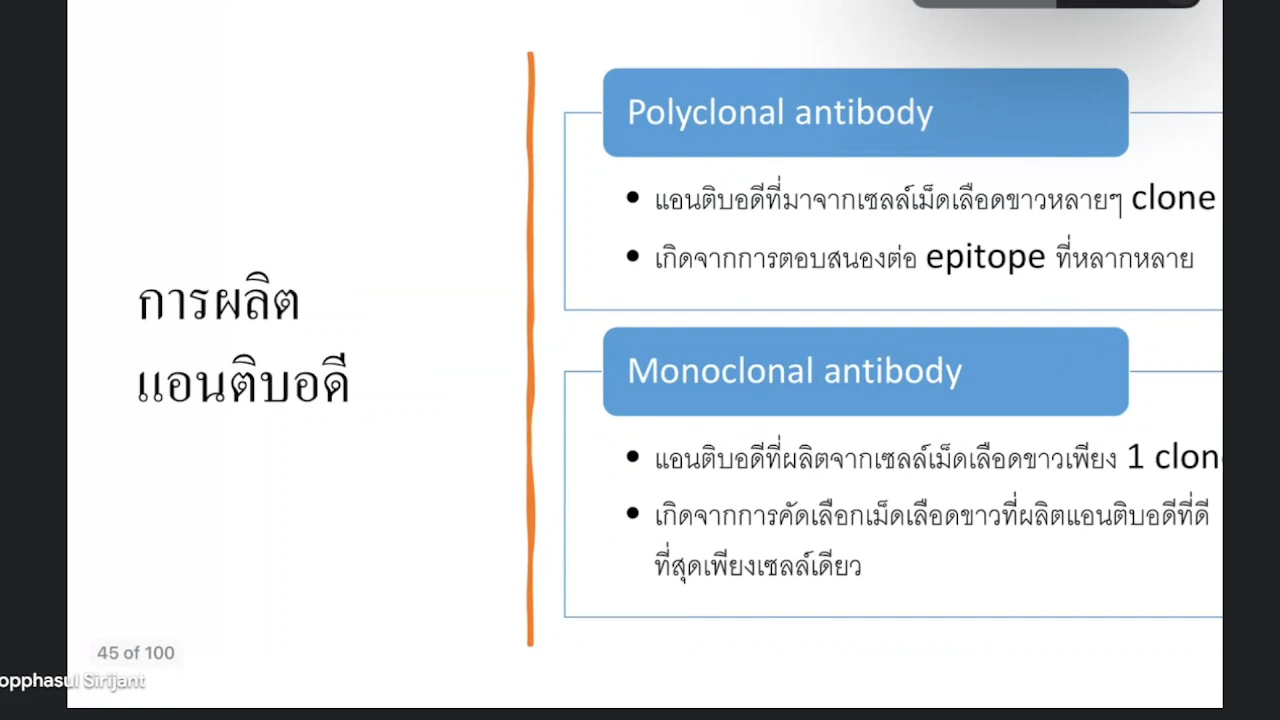 การผลิต
แอนติบอดี
Polyclonal antibody
• แอนติบอดีที่มาจากเซลล์เม็ดเลือดขาวหลายๆ clone
• เกิดจากการตอบสนองต่อ epitope ที่หลากหลาย
Monoclonal antibody
• แอนติบอดีที่ผลิตจากเซลล์เม็ดเลือดขาวเพียง 1 clon
• เกิดจากการคัดเลือกเม็ดเลือดขาวที่ผลิตแอนติบอดีที่ดี
ที่สุดเพียงเซลล์เดียว
45 of 100
opphasul Sirijant